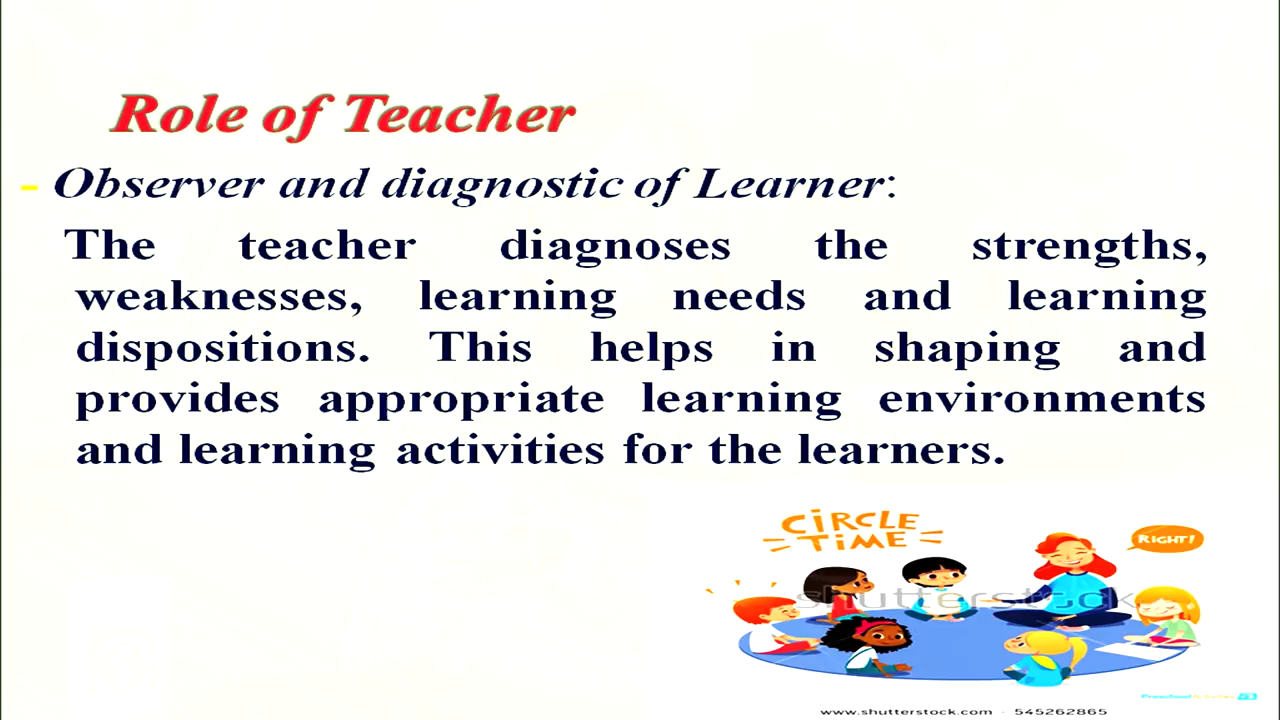 Role of Teacher
- Observer and diagnostic of Learner:
The teacher diagnoses the strengths,
weaknesses, learning needs and learning
dispositions. This helps in shaping and
provides appropriate learning environments
and learning activities for the learners.
CIRCLE
TIME
RIGHT!
shutterstock
www.shutterstock.com · 545262865